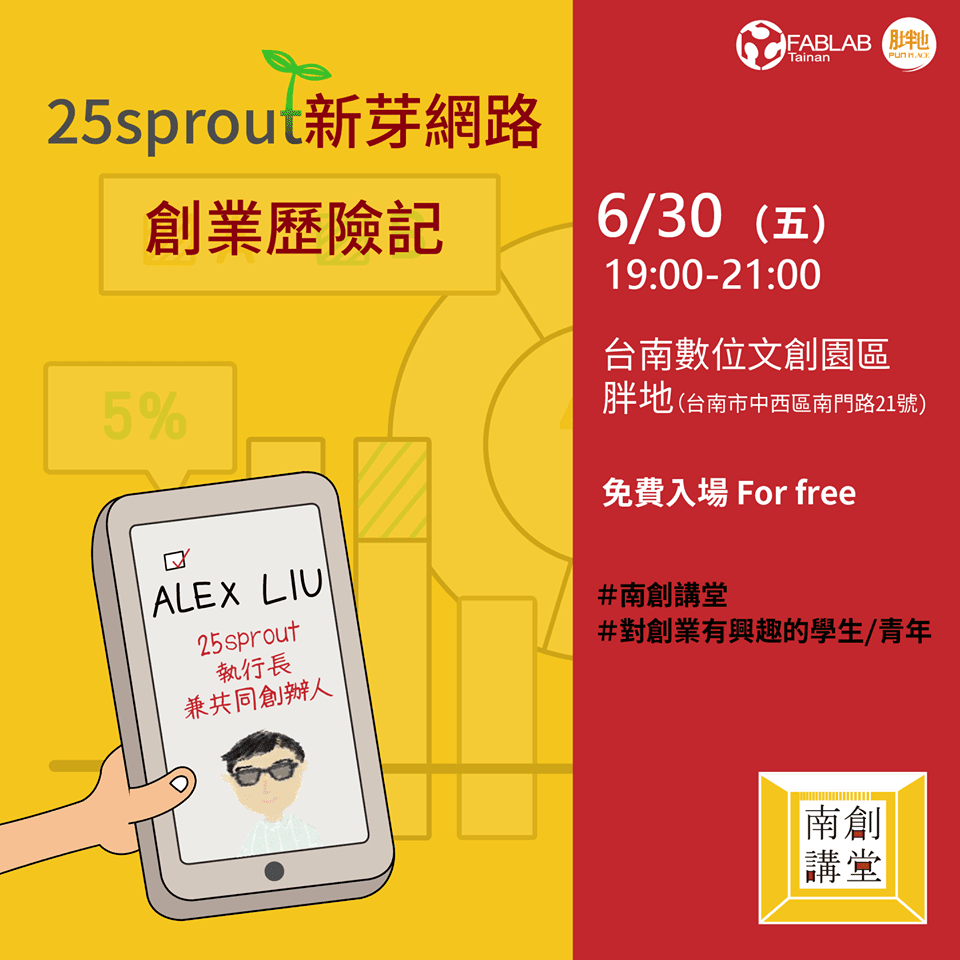 25sprout新芽網路
創業歷險記
5%
ALEX LIU
25sprout
執行長
兼共同創辦人
FABLAB
Tainan
胖地
PUN PLACE
6/30（五）
19:00-21:00
台南數位文創園區
胖地(台南市中西區南門路21號)
免費入場 For free
#南創講堂
#對創業有興趣的學生/青年
南創
講堂